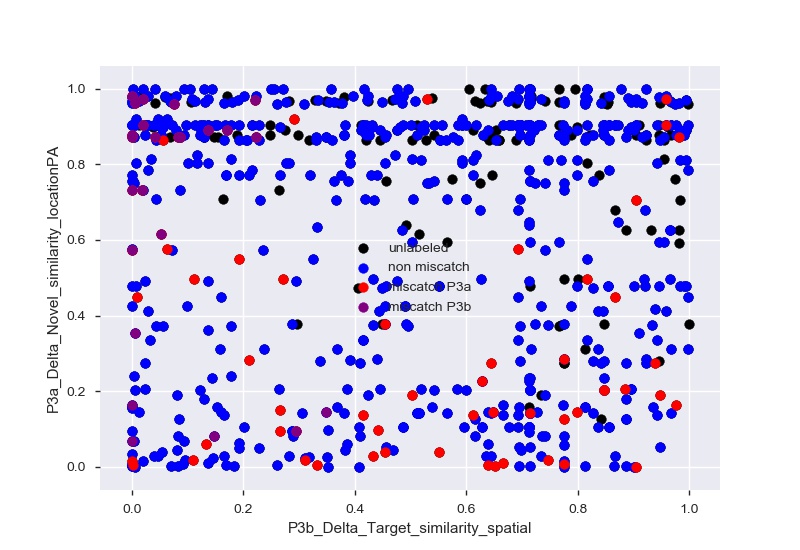 1.0
0.8
0.6
0.4
0.2
0.0
P3a_Delta_Novel_similarity_locationPA
unlabeled
non miscatch
miscatch P3a
miscatch P3b
0.0 0.2 0.4 0.6 0.8 1.0
P3b_Delta_Target_similarity_spatial